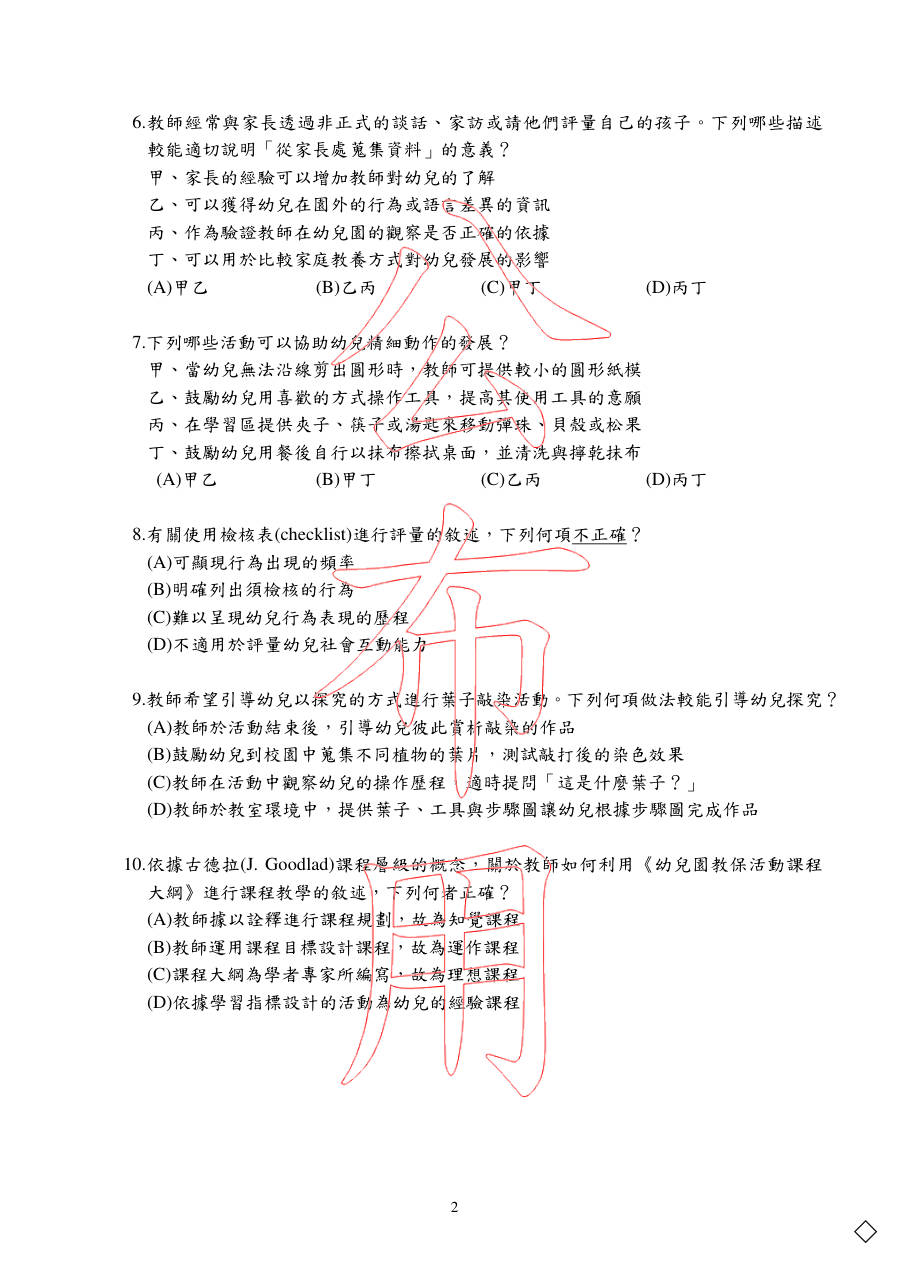 6.教師經常與家長透過非正式的談話、家訪或請他們評量自己的孩子。下列哪些描述
較能適切說明「從家長處蒐集資料」的意義？
甲、家長的經驗可以增加教師對幼兒的了解
乙、可以獲得幼兒在園外的行為或語言差異的資訊
丙、作為驗證教師在幼兒園的觀察是否正確的依據
丁、可以用於比較家庭教養方式對幼兒發展的影響
(A)甲乙 (B)乙丙 (C)甲丁 (D)丙丁
7.下列哪些活動可以協助幼兒精細動作的發展？
甲、當幼兒無法沿線剪出圓形時，教師可提供較小的圓形紙模
乙、鼓勵幼兒用喜歡的方式操作工具，提高其使用工具的意願
丙、在學習區提供夾子、筷子或湯匙來移動彈珠、貝殼或松果
丁、鼓勵幼兒用餐後自行以抹布擦拭桌面，並清洗與擰乾抹布
(A)甲乙 (B)甲丁 (C)乙丙 (D)丙丁
8.有關使用檢核表(checklist)進行評量的敘述，下列何項不正確？
(A)可顯現行為出現的頻率
(B)明確列出須檢核的行為
(C)難以呈現幼兒行為表現的歷程
(D)不適用於評量幼兒社會互動能力
9.教師希望引導幼兒以探究的方式進行葉子敲染活動。下列何項做法較能引導幼兒探究？
(A)教師於活動結束後，引導幼兒彼此賞析敲染的作品
(B)鼓勵幼兒到校園中蒐集不同植物的葉片，測試敲打後的染色效果
(C)教師在活動中觀察幼兒的操作歷程，適時提問「這是什麼葉子？」
(D)教師於教室環境中，提供葉子、工具與步驟圖讓幼兒根據步驟圖完成作品
10.依據古德拉(J. Goodlad)課程層級的概念，關於教師如何利用《幼兒園教保活動課程
大綱》進行課程教學的敘述，下列何者正確？
(A)教師據以詮釋進行課程規劃，故為知覺課程
(B)教師運用課程目標設計課程，故為運作課程
(C)課程大綱為學者專家所編寫，故為理想課程
(D)依據學習指標設計的活動為幼兒的經驗課程
公布用
2